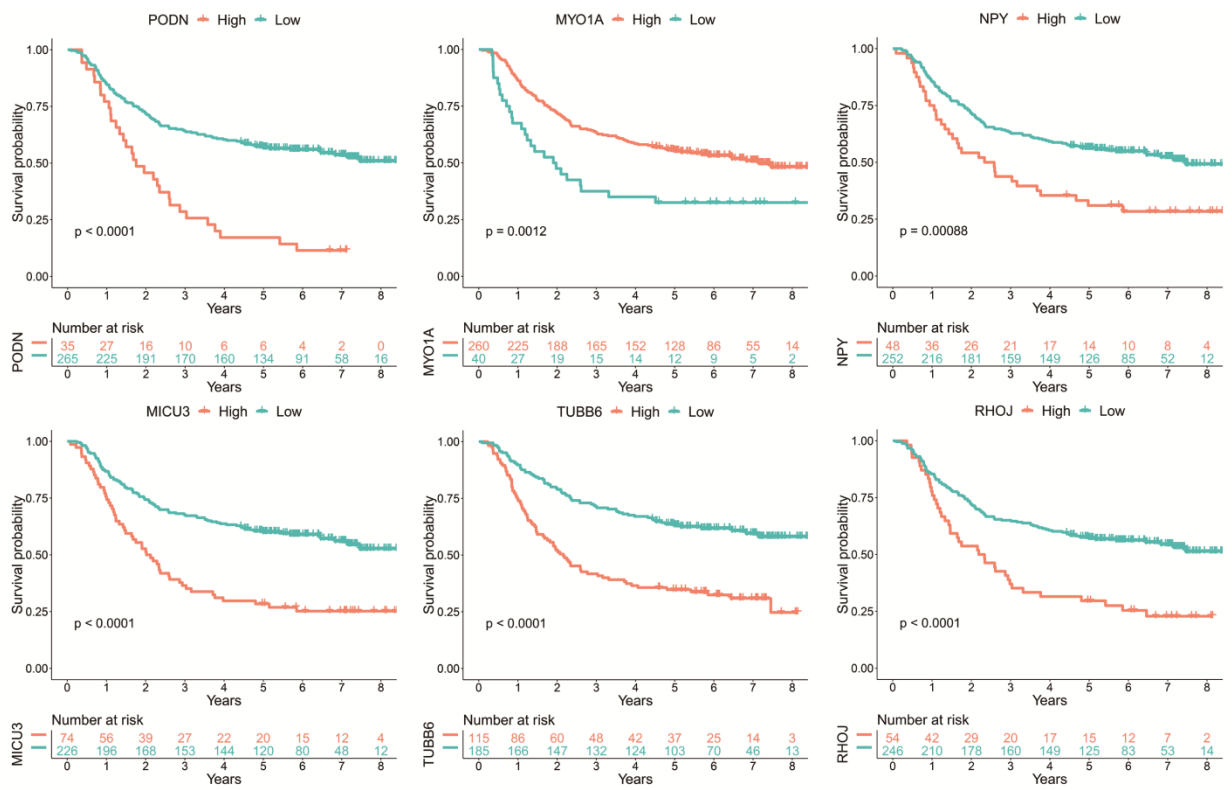 PODN High Low
Survival probability
1.00
0.75
0.50
0.25
0.00
p < 0.0001
0 1 2 3 4 5 6 7 8
Years
Number at risk
PODN
35 27 16 10 6 6 4 2 0
265 225 191 170 160 134 91 58 16
0 1 2 3 4 5 6 7 8
Years
MYO1A High Low
Survival probability
1.00
0.75
0.50
0.25
0.00
p = 0.0012
0 1 2 3 4 5 6 7 8
Years
Number at risk
MYO1A
260 225 188 165 152 128 86 55 14
40 27 19 15 14 12 9 5 2
0 1 2 3 4 5 6 7 8
Years
NPY High Low
Survival probability
1.00
0.75
0.50
0.25
0.00
p = 0.00088
0 1 2 3 4 5 6 7 8
Years
Number at risk
NPY
48 36 26 21 17 14 10 8 4
252 216 181 159 149 126 85 52 12
0 1 2 3 4 5 6 7 8
Years
MICU3 High Low
Survival probability
1.00
0.75
0.50
0.25
0.00
p < 0.0001
0 1 2 3 4 5 6 7 8
Years
Number at risk
MICU3
74 56 39 27 22 20 15 12 4
226 196 168 153 144 120 80 48 12
0 1 2 3 4 5 6 7 8
Years
TUBB6 High Low
Survival probability
1.00
0.75
0.50
0.25
0.00
p < 0.0001
0 1 2 3 4 5 6 7 8
Years
Number at risk
TUBB6
115 86 60 48 42 37 25 14 3
185 166 147 132 124 103 70 46 13
0 1 2 3 4 5 6 7 8
Years
RHOJ High Low
Survival probability
1.00
0.75
0.50
0.25
0.00
p < 0.0001
0 1 2 3 4 5 6 7 8
Years
Number at risk
RHOJ
54 42 29 20 17 15 12 7 2
246 210 178 160 149 125 83 53 14
0 1 2 3 4 5 6 7 8
Years